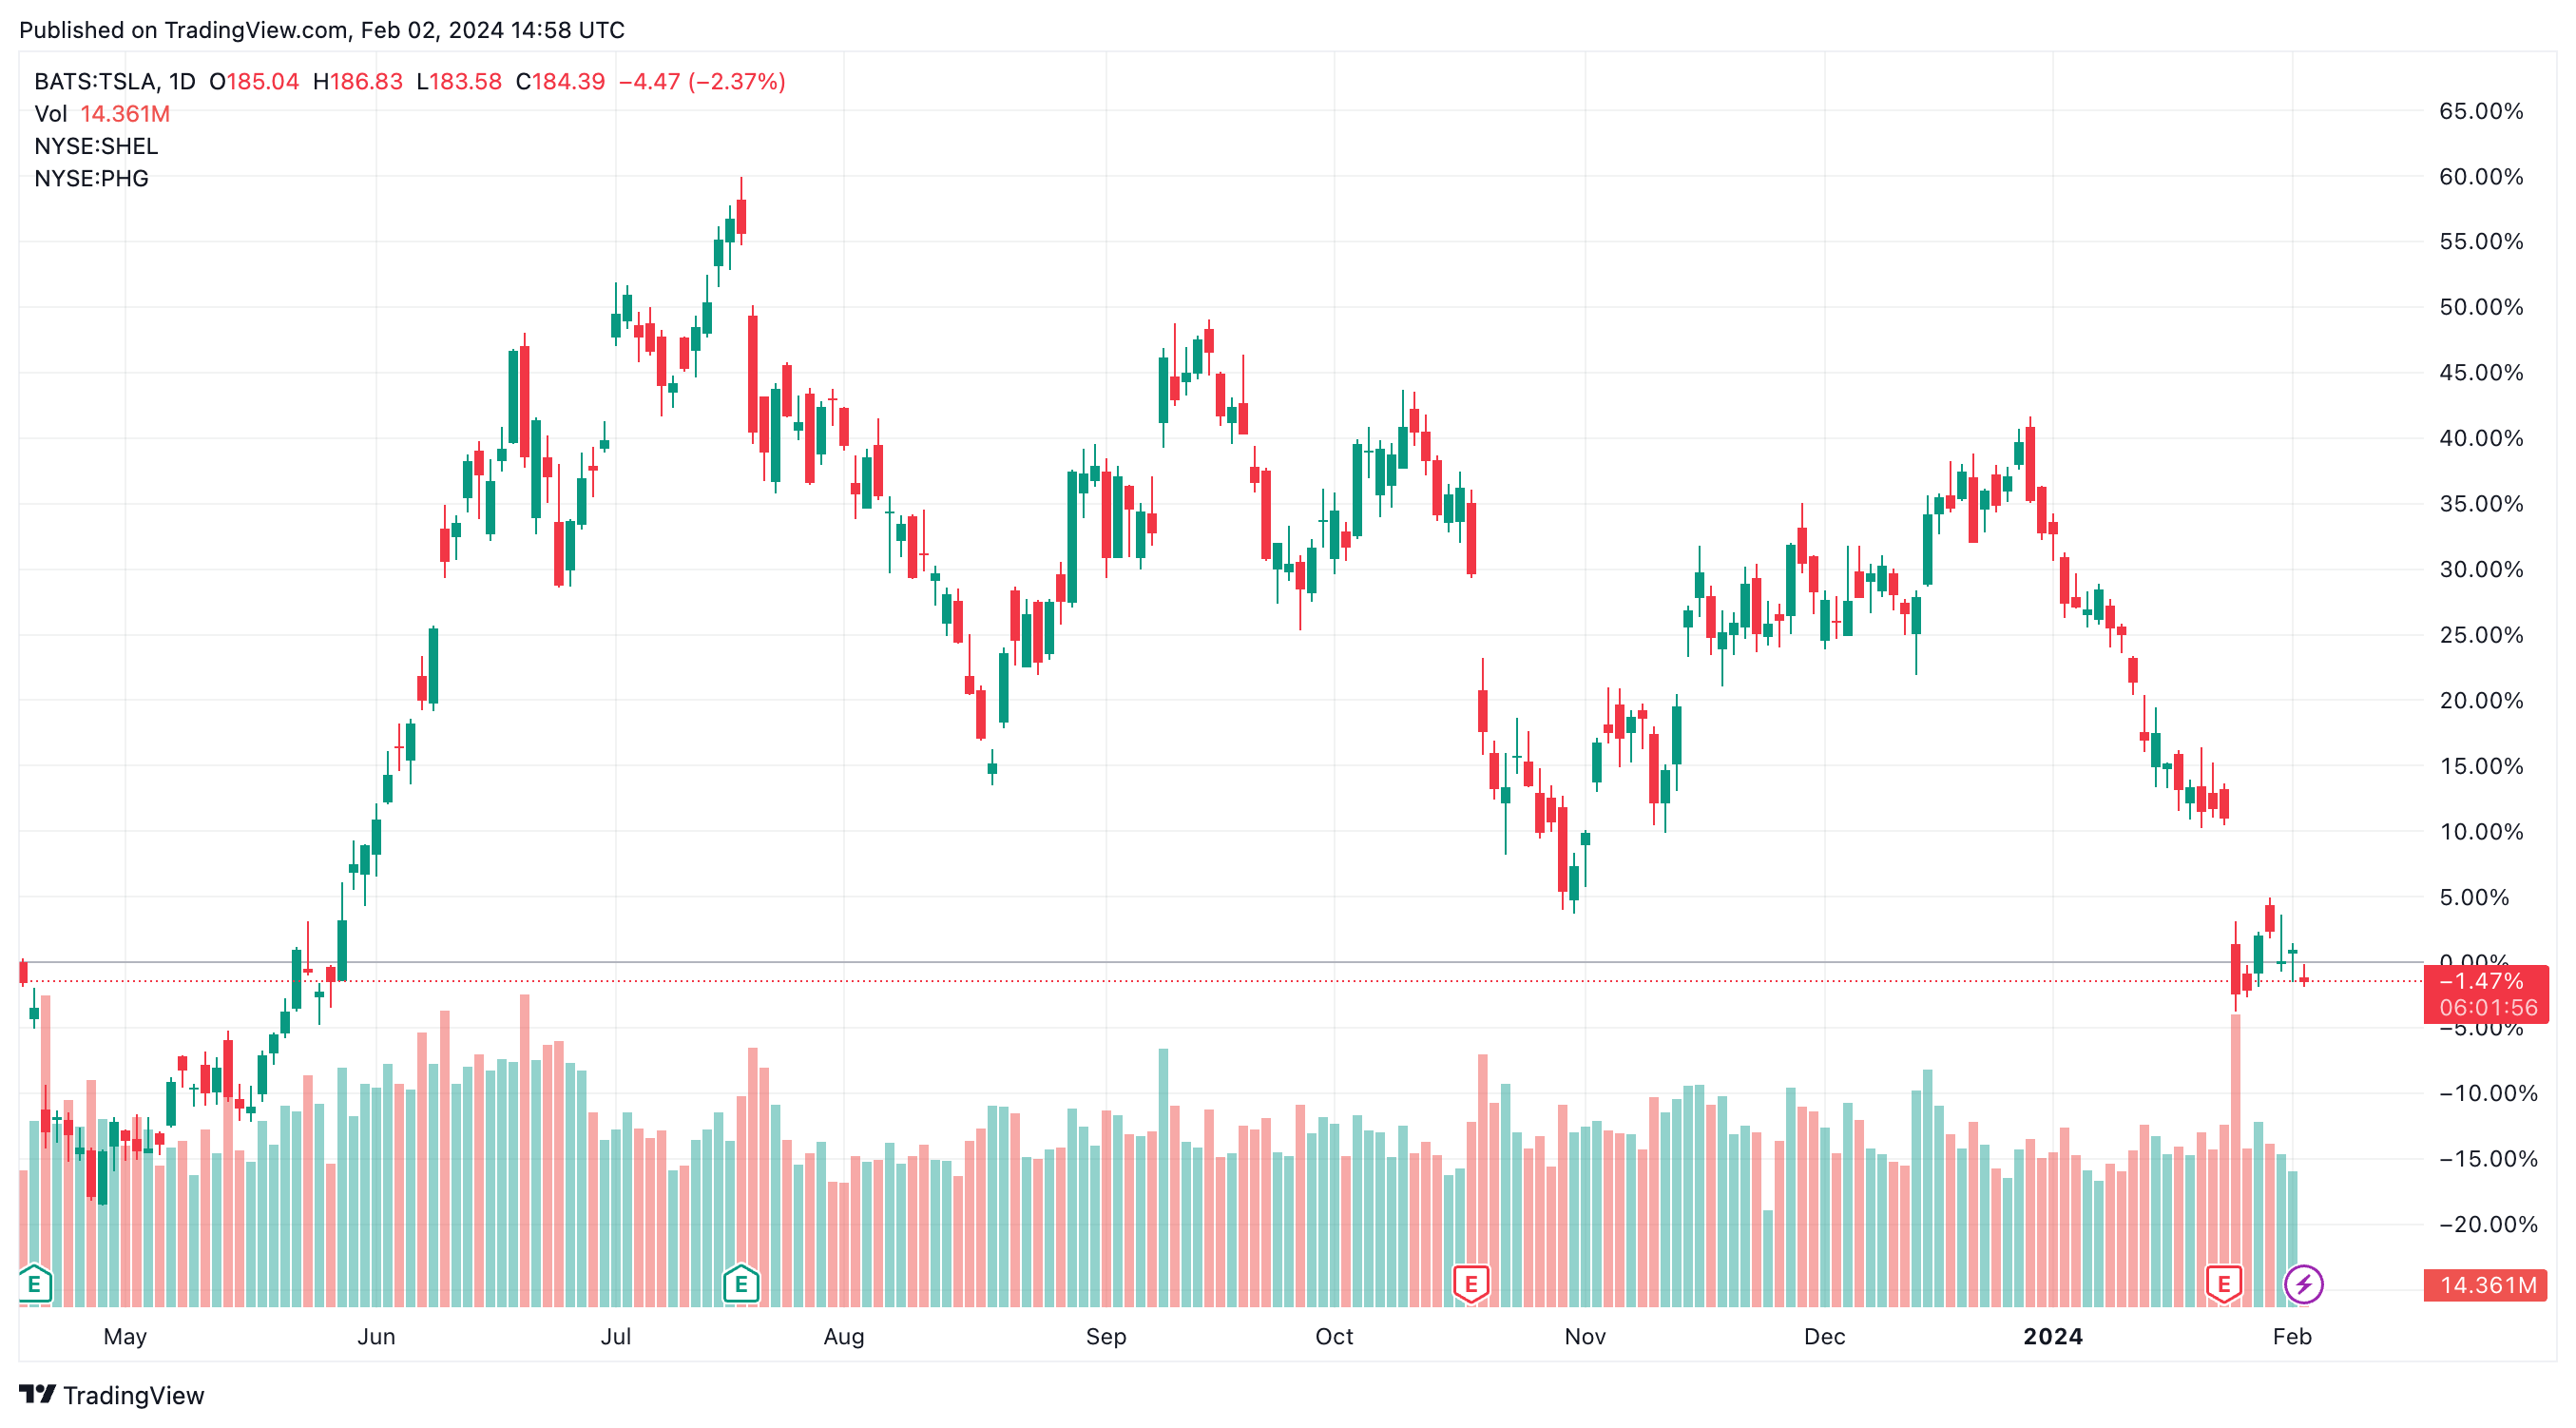 Published on TradingView.com, Feb 02, 2024 14:58 UTC
BATS:TSLA, 1D O185.04 H186.83 L183.58 C184.39 −4.47 (−2.37%)
Vol 14.361M
NYSE:SHEL
NYSE:PHG
65.00%
60.00%
55.00%
50.00%
45.00%
40.00%
35.00%
30.00%
25.00%
20.00%
15.00%
10.00%
5.00%
0.00%
−1.47%
06:01:56
−5.00%
−10.00%
−15.00%
−20.00%
E E E E
14.361M
May Jun Jul Aug Sep Oct Nov Dec 2024 Feb
TradingView